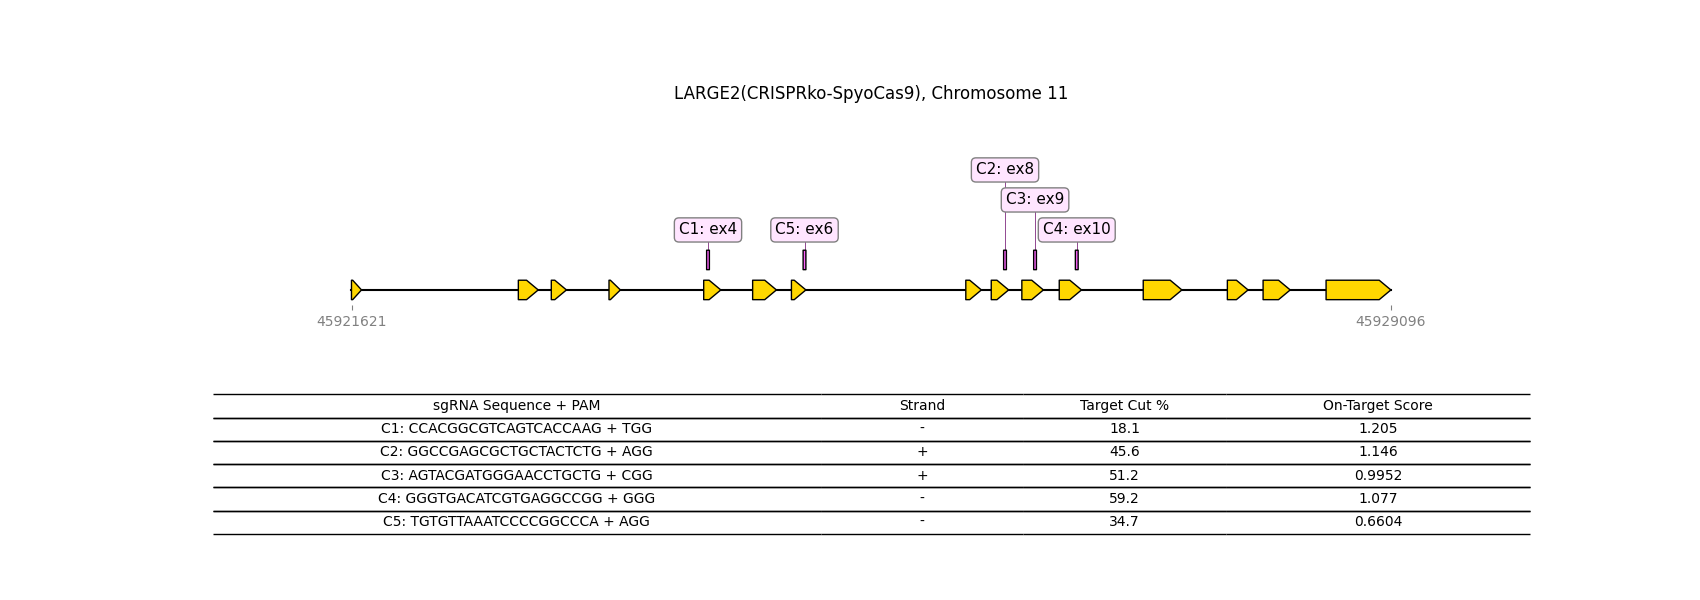 LARGE2(CRISPRko-SpyoCas9), Chromosome 11
C2: ex8
C3: ex9
C1: ex4 C5: ex6 C4: ex10
45921621 45929096
sgRNA Sequence + PAM Strand Target Cut % On-Target Score
C1: CCACGGCGTCAGTCACCAAG + TGG - 18.1 1.205
C2: GGCCGAGCGCTGCTACTCTG + AGG + 45.6 1.146
C3: AGTACGATGGGAACCTGCTG + CGG + 51.2 0.9952
C4: GGGTGACATCGTGAGGCCGG + GGG - 59.2 1.077
C5: TGTGTTAAATCCCCGGCCCA + AGG - 34.7 0.6604